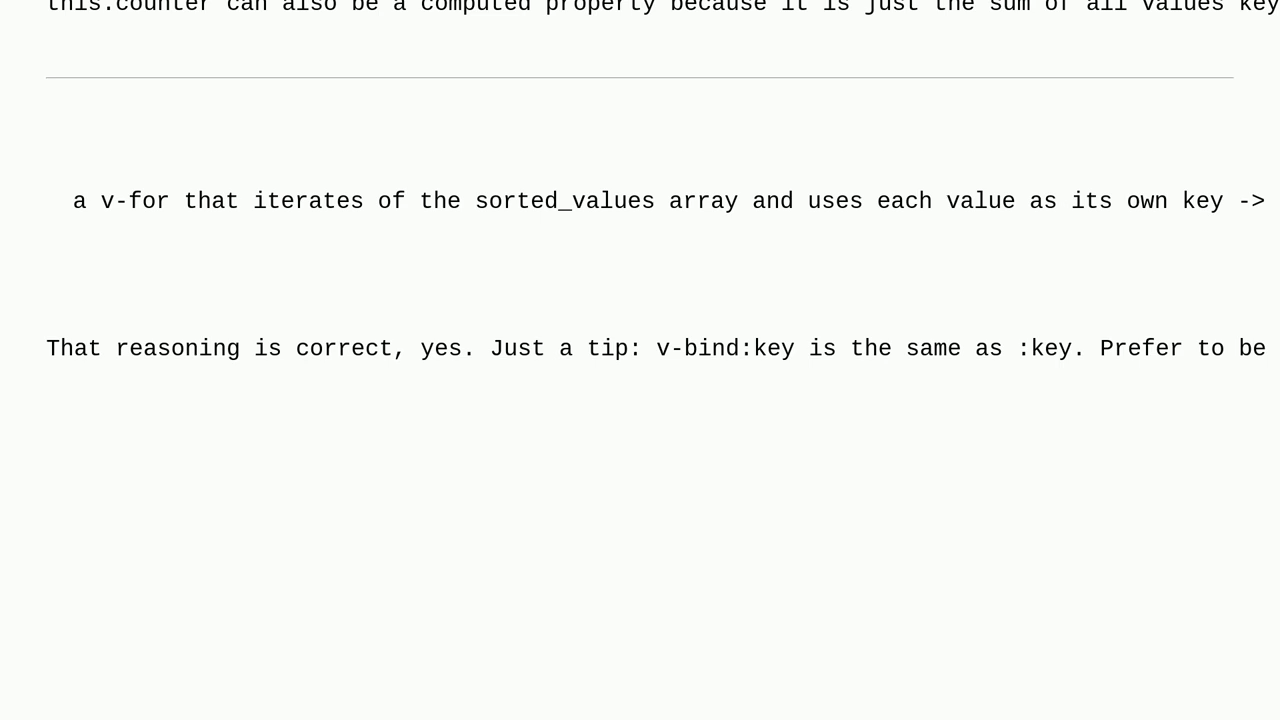 this.counter can also be a computed property because it is just the sum of all values key
a v-for that iterates of the sorted_values array and uses each value as its own key ->
That reasoning is correct, yes. Just a tip: v-bind:key is the same as :key. Prefer to be